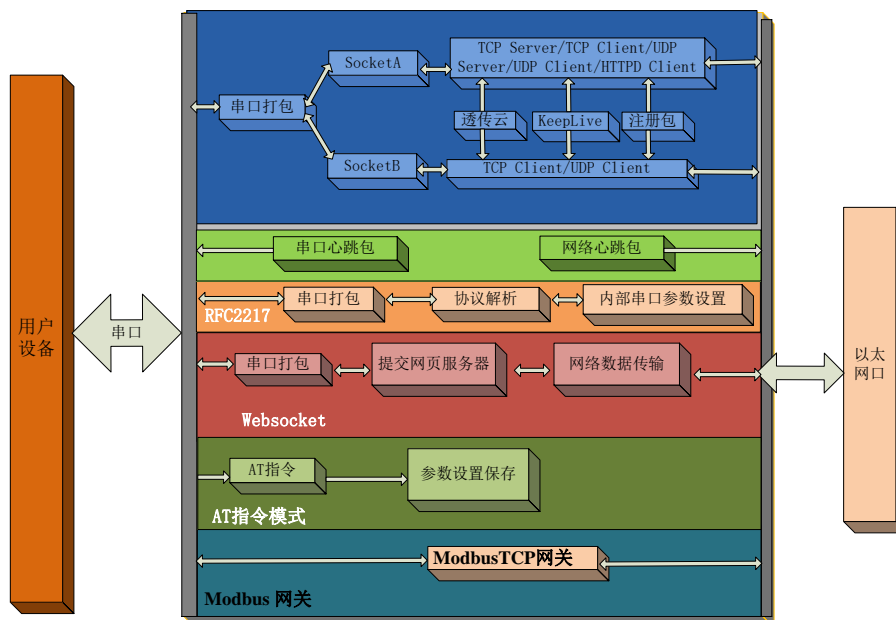 TCP Server/TCP Client/UDP
Server/UDP Client/HTTPD Client
SocketA
串口打包
透传云
KeepLive
注册包
SocketB
TCP Client/UDP Client
串口心跳包
网络心跳包
串口打包
协议解析
内部串口参数设置
RFC2217
用户
设备
串口
以太
网口
串口打包
提交网页服务器
网络数据传输
Websocket
AT指令
参数设置保存
AT指令模式
ModbusTCP网关
Modbus 网关